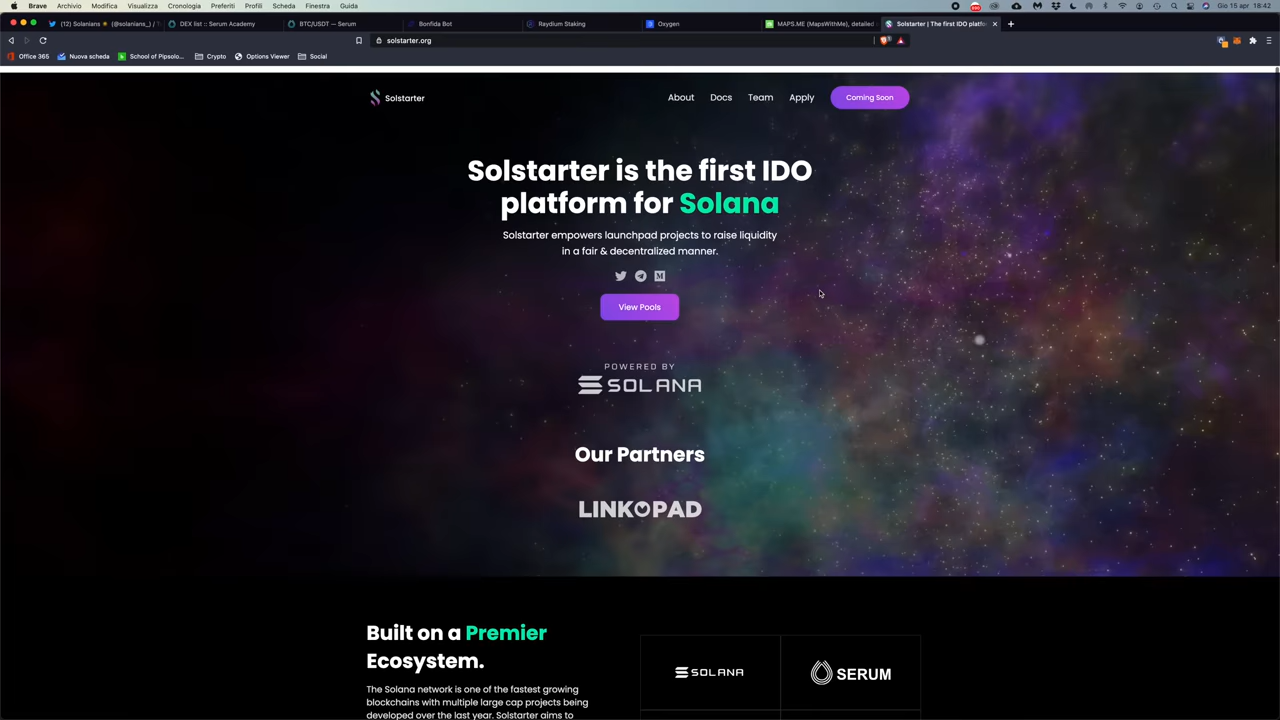 Brave Archivio Modifica Visualizza Cronologia Preferiti Profili Scheda Finestra Guida Gio 15 apr 18:42
(12) Solanians (@solanians_) / DEX list :: Serum Academy BTC/USDT — Serum Bonfida Bot Raydium Staking Oxygen MAPS.ME (MapsWithMe), detailed Solstarter | The first IDO platfor
solstarter.org
Office 365 Nuova scheda School of Pipsolo... Crypto Options Viewer Social
Solstarter
About Docs Team Apply Coming Soon
Solstarter is the first IDO
platform for Solana
Solstarter empowers launchpad projects to raise liquidity
in a fair & decentralized manner.
View Pools
POWERED BY
SOLANA
Our Partners
LINKPAD
Built on a Premier
Ecosystem.
The Solana network is one of the fastest growing
blockchains with multiple large cap projects being
developed over the last year. Solstarter aims to
SOLANA
SERUM